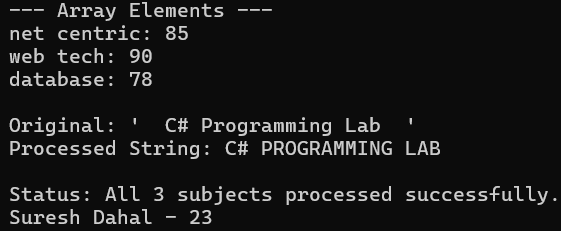 --- Array Elements ---
net centric: 85
web tech: 90
database: 78
Original: '  C# Programming Lab  '
Processed String: C# PROGRAMMING LAB
Status: All 3 subjects processed successfully.
Suresh Dahal - 23